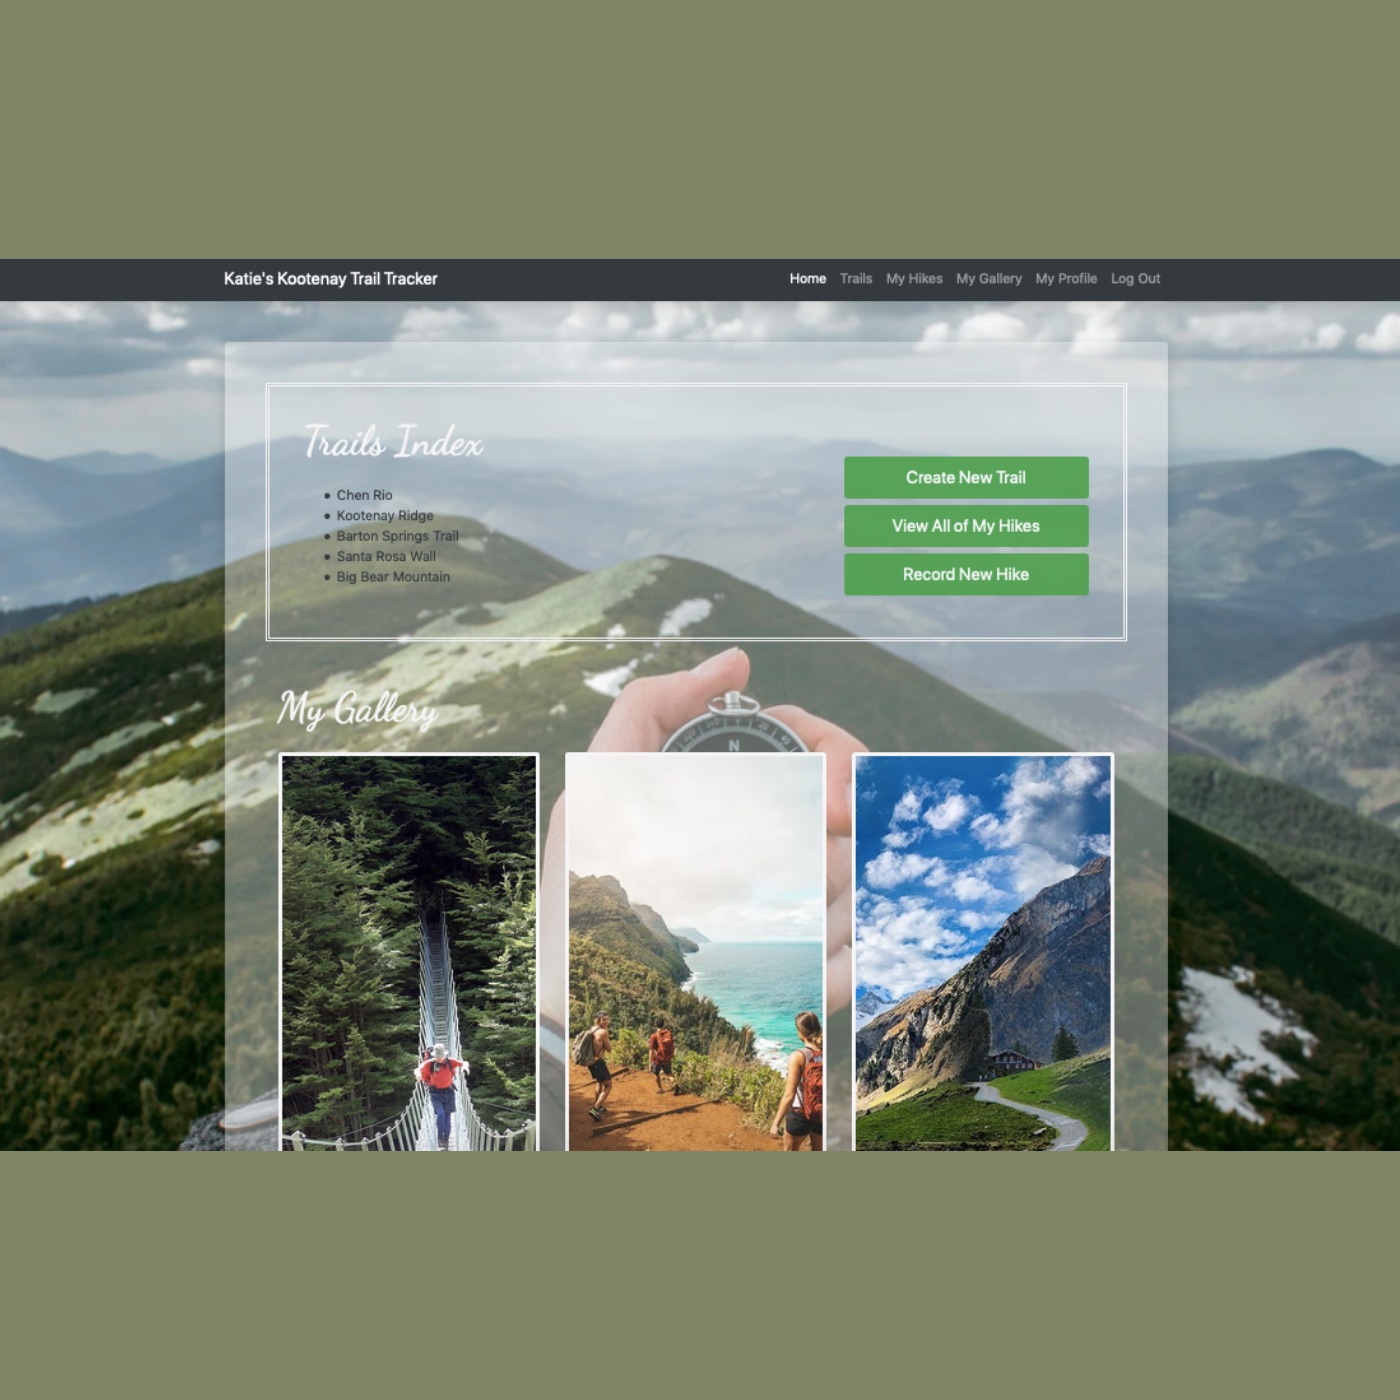 Katie's Kootenay Trail Tracker
Home Trails My Hikes My Gallery My Profile Log Out
Trails Index
Chen Rio
Kootenay Ridge
Barton Springs Trail
Santa Rosa Wall
Big Bear Mountain
Create New Trail
View All of My Hikes
Record New Hike
My Gallery
N